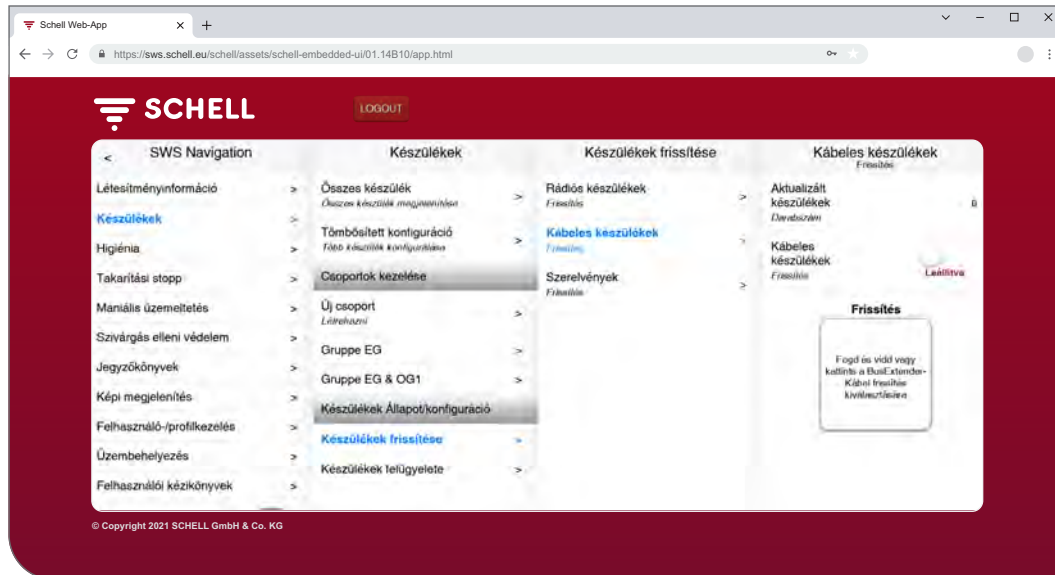 Schell Web-App
https://sws.schell.eu/schell/assets/schell-embedded-ui/01.14B10/app.html
SCHELL
LOGOUT
< SWS Navigation
Létesítményinformáció >
Készülékek >
Higiénia >
Takarítási stopp >
Maniális üzemeltetés >
Szivárgás elleni védelem >
Jegyzőkönyvek >
Képi megjelenítés >
Felhasználó-/profilkezelés >
Üzembehelyezés >
Felhasználói kézikönyvek >
Készülékek
Összes készülék >
Összes készülék megjelenítése
Tömbösített konfiguráció >
Több készülék konfigurálása
Csoportok kezelése
Új csoport >
Létrehozni
Gruppe EG >
Gruppe EG & OG1 >
Készülékek Állapot/konfiguráció
Készülékek frissítése >
Készülékek felügyelete >
Készülékek frissítése
Rádiós készülékek >
Frissítés
Kábeles készülékek >
Frissítés
Szerelvények >
Frissítés
Kábeles készülékek
Frissítés
Aktualizált
készülékek 0
Darabszám
Kábeles
készülékek
Frissítés
Leállítva
Frissítés
Fogd és vidd vagy
kattints a BusExtender-
Kábel frissítés
kiválasztására
© Copyright 2021 SCHELL GmbH & Co. KG